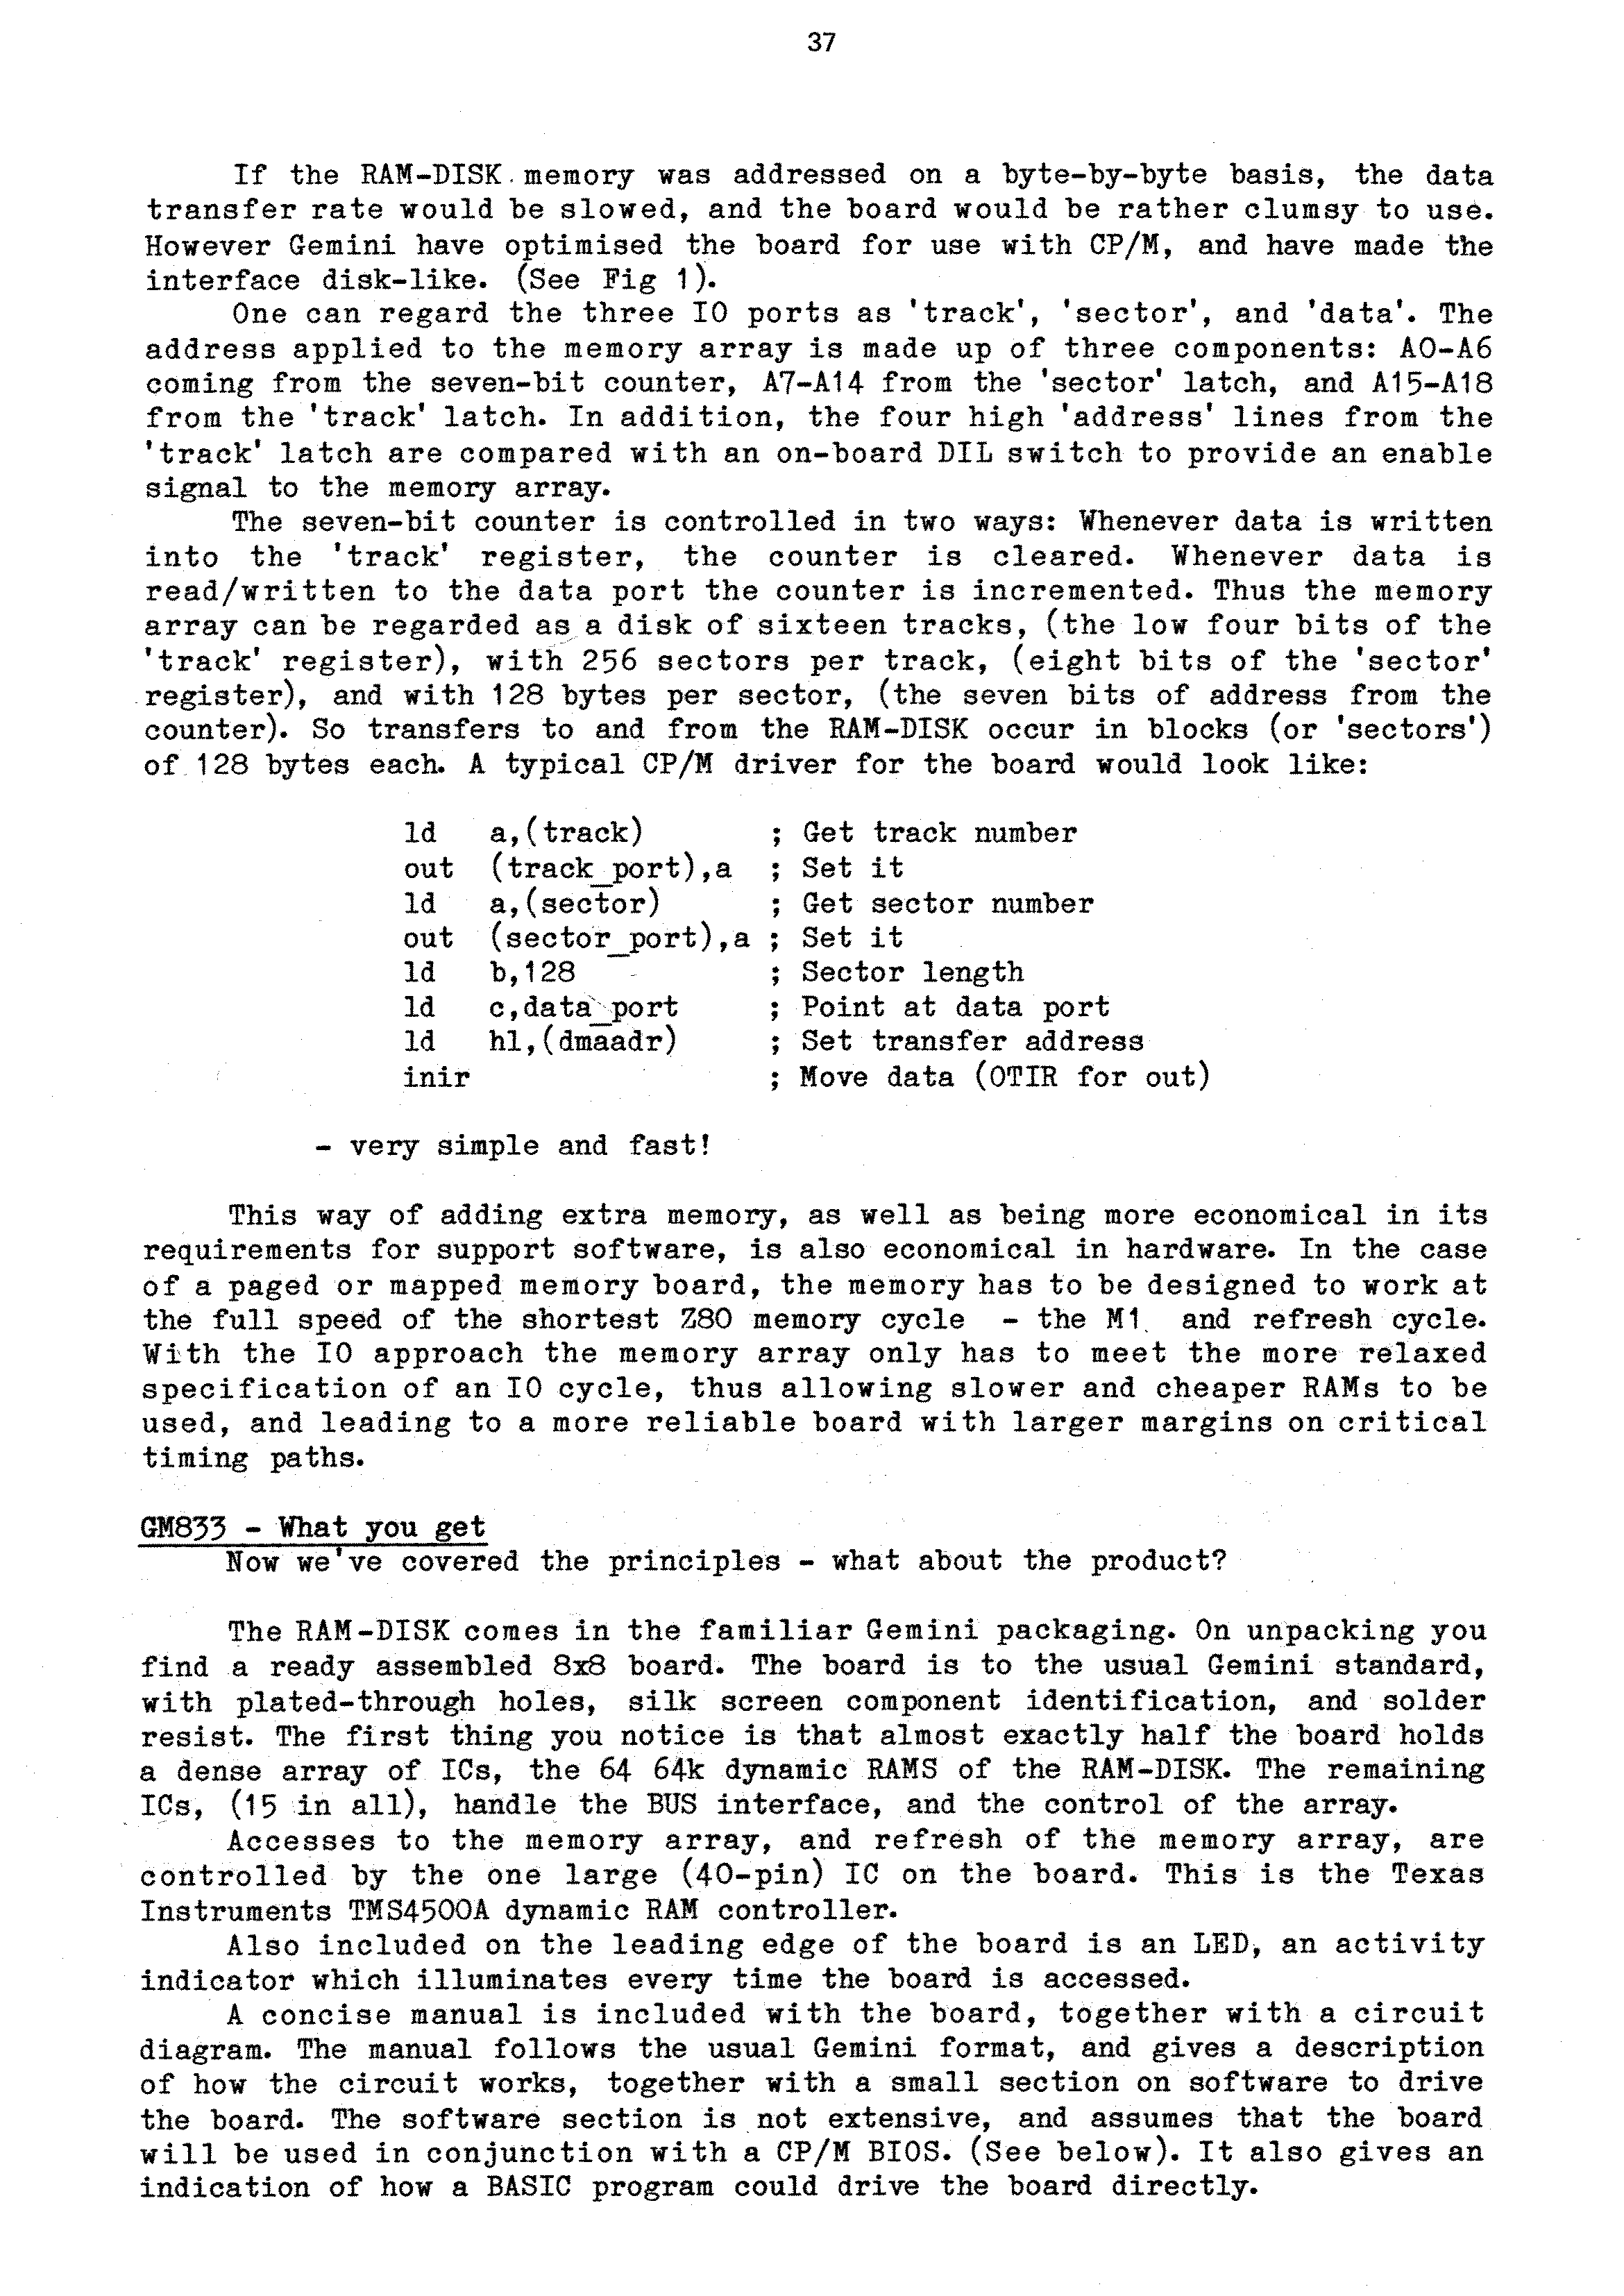 37
If the RAM-DISK memory was addressed on a byte-by-byte basis, the data
transfer rate would be slowed, and the board would be rather clumsy to use.
However Gemini have optimised the board for use with CP/M, and have made the
interface disk-like. (See Fig 1).
One can regard the three IO ports as 'track', 'sector', and 'data'. The
address applied to the memory array is made up of three components: A0-A6
coming from the seven-bit counter, A7-A14 from the 'sector' latch, and A15-A18
from the 'track' latch. In addition, the four high 'address' lines from the
'track' latch are compared with an on-board DIL switch to provide an enable
signal to the memory array.
The seven-bit counter is controlled in two ways: Whenever data is written
into the 'track' register, the counter is cleared. Whenever data is
read/written to the data port the counter is incremented. Thus the memory
array can be regarded as a disk of sixteen tracks, (the low four bits of the
'track' register), with 256 sectors per track, (eight bits of the 'sector'
register), and with 128 bytes per sector, (the seven bits of address from the
counter). So transfers to and from the RAM-DISK occur in blocks (or 'sectors')
of 128 bytes each. A typical CP/M driver for the board would look like:
ld a,(track) ; Get track number
out (track_port),a ; Set it
ld a,(sector) ; Get sector number
out (sector_port),a ; Set it
ld b,128 ; Sector length
ld c,data_port ; Point at data port
ld hl,(dmaadr) ; Set transfer address
inir ; Move data (OTIR for out)
- very simple and fast!
This way of adding extra memory, as well as being more economical in its
requirements for support software, is also economical in hardware. In the case
of a paged or mapped memory board, the memory has to be designed to work at
the full speed of the shortest Z80 memory cycle - the M1 and refresh cycle.
With the IO approach the memory array only has to meet the more relaxed
specification of an IO cycle, thus allowing slower and cheaper RAMs to be
used, and leading to a more reliable board with larger margins on critical
timing paths.
GM833 - What you get
Now we've covered the principles - what about the product?
The RAM-DISK comes in the familiar Gemini packaging. On unpacking you
find a ready assembled 8x8 board. The board is to the usual Gemini standard,
with plated-through holes, silk screen component identification, and solder
resist. The first thing you notice is that almost exactly half the board holds
a dense array of ICs, the 64 64k dynamic RAMS of the RAM-DISK. The remaining
ICs, (15 in all), handle the BUS interface, and the control of the array.
Accesses to the memory array, and refresh of the memory array, are
controlled by the one large (40-pin) IC on the board. This is the Texas
Instruments TMS4500A dynamic RAM controller.
Also included on the leading edge of the board is an LED, an activity
indicator which illuminates every time the board is accessed.
A concise manual is included with the board, together with a circuit
diagram. The manual follows the usual Gemini format, and gives a description
of how the circuit works, together with a small section on software to drive
the board. The software section is not extensive, and assumes that the board
will be used in conjunction with a CP/M BIOS. (See below). It also gives an
indication of how a BASIC program could drive the board directly.